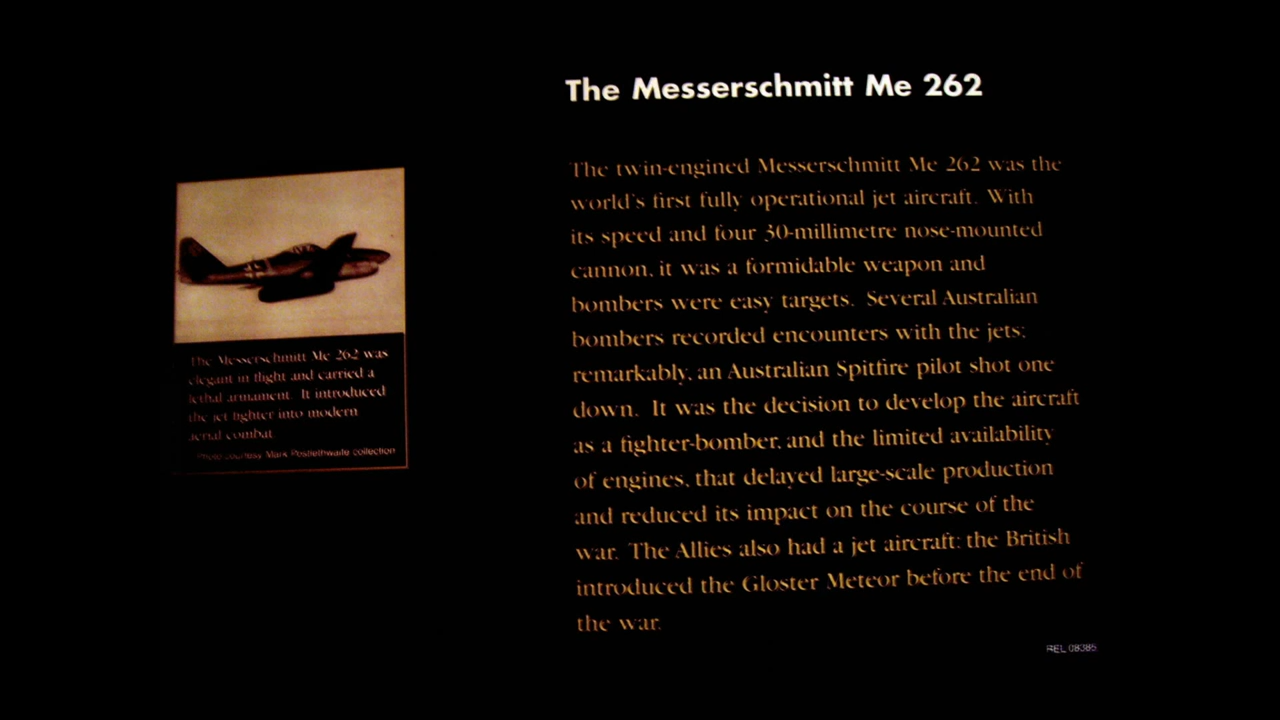 The Messerschmitt Me 262
The twin-engined Messerschmitt Me 262 was the
world's first fully operational jet aircraft. With
its speed and four 30-millimetre nose-mounted
cannon, it was a formidable weapon and
bombers were easy targets. Several Australian
bombers recorded encounters with the jets;
remarkably, an Australian Spitfire pilot shot one
down. It was the decision to develop the aircraft
as a fighter-bomber, and the limited availability
of engines, that delayed large-scale production
and reduced its impact on the course of the
war. The Allies also had a jet aircraft: the British
introduced the Gloster Meteor before the end of
the war.
REL 08385
The Messerschmitt Me 262 was
elegant in flight and carried a
lethal armament. It introduced
the jet fighter into modern
aerial combat.
Photo courtesy Mark Postlethwaite collection